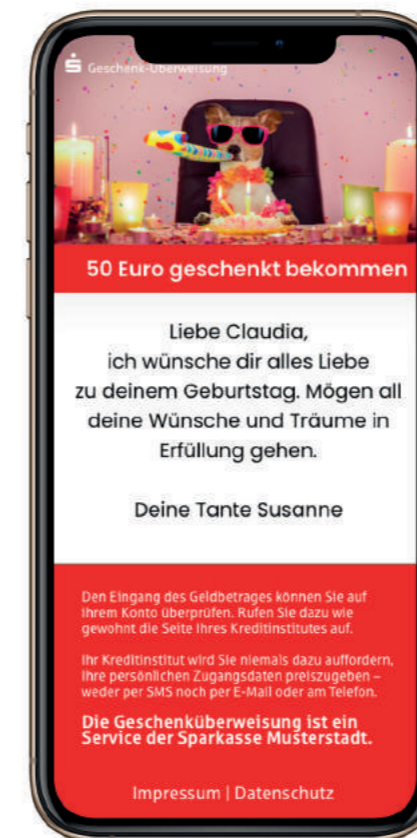 Geschenk-Überweisung
50 Euro geschenkt bekommen
Liebe Claudia,
ich wünsche dir alles Liebe
zu deinem Geburtstag. Mögen all
deine Wünsche und Träume in
Erfüllung gehen.
Deine Tante Susanne
Den Eingang des Geldbetrages können Sie auf
Ihrem Konto überprüfen. Rufen Sie dazu wie
gewohnt die Seite Ihres Kreditinstitutes auf.
Ihr Kreditinstitut wird Sie niemals dazu auffordern,
Ihre persönlichen Zugangsdaten preiszugeben –
weder per SMS noch per E-Mail oder am Telefon.
Die Geschenküberweisung ist ein
Service der Sparkasse Musterstadt.
Impressum | Datenschutz